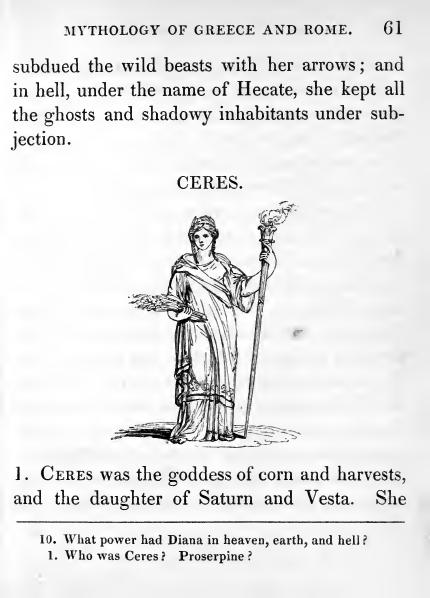 MYTHOLOGY OF GREECE AND ROME. 61
subdued the wild beasts with her arrows; and
in hell, under the name of Hecate, she kept all
the ghosts and shadowy inhabitants under sub-
jection.
CERES.
1. CERES was the goddess of corn and harvests,
and the daughter of Saturn and Vesta. She
10. What power had Diana in heaven, earth, and hell?
1. Who was Ceres? Proserpine?